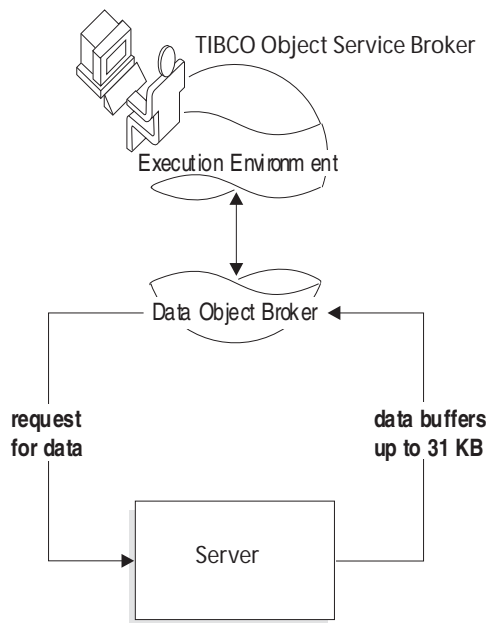 TIBCO Object Service Broker
Execution Environment
Data Object Broker
request
for data
data buffers
up to 31 KB
Server